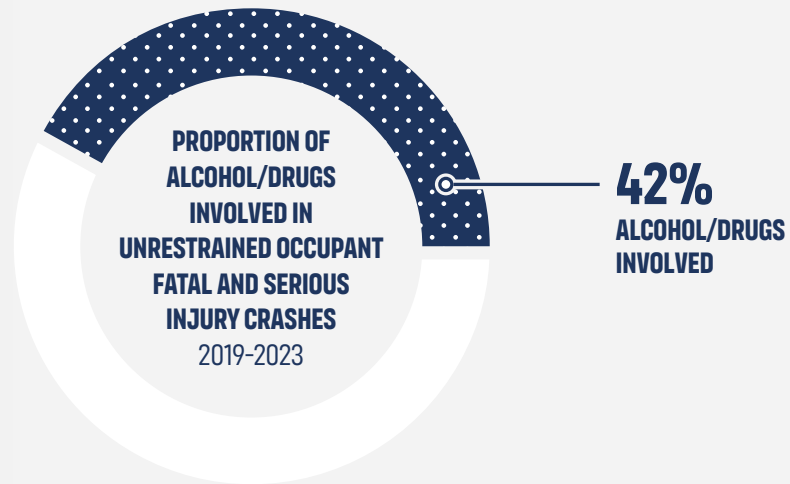 PROPORTION OF
ALCOHOL/DRUGS
INVOLVED IN
UNRESTRAINED OCCUPANT
FATAL AND SERIOUS
INJURY CRASHES
2019-2023
42%
ALCOHOL/DRUGS
INVOLVED